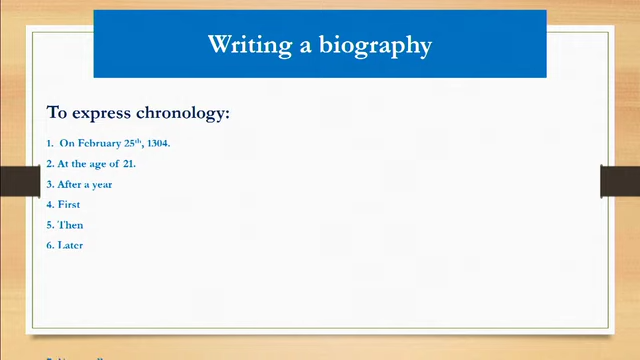 Writing a biography
To express chronology:
1. On February 25th, 1304.
2. At the age of 21.
3. After a year
4. First
5. Then
6. Later